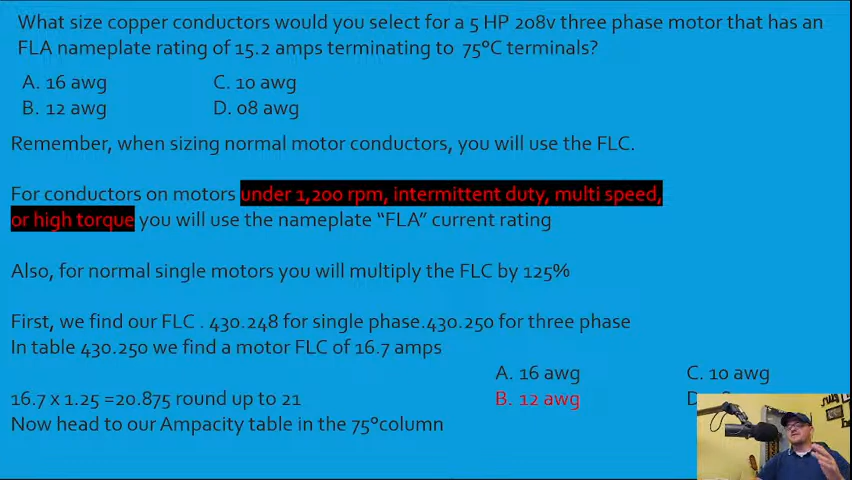 What size copper conductors would you select for a 5 HP 208v three phase motor that has an
FLA nameplate rating of 15.2 amps terminating to 75ºC terminals?
A. 16 awg C. 10 awg
B. 12 awg D. 08 awg
Remember, when sizing normal motor conductors, you will use the FLC.
For conductors on motors under 1,200 rpm, intermittent duty, multi speed,
or high torque you will use the nameplate “FLA” current rating
Also, for normal single motors you will multiply the FLC by 125%
First, we find our FLC . 430.248 for single phase.430.250 for three phase
In table 430.250 we find a motor FLC of 16.7 amps
A. 16 awg C. 10 awg
16.7 x 1.25 =20.875 round up to 21 B. 12 awg
Now head to our Ampacity table in the 75ºcolumn